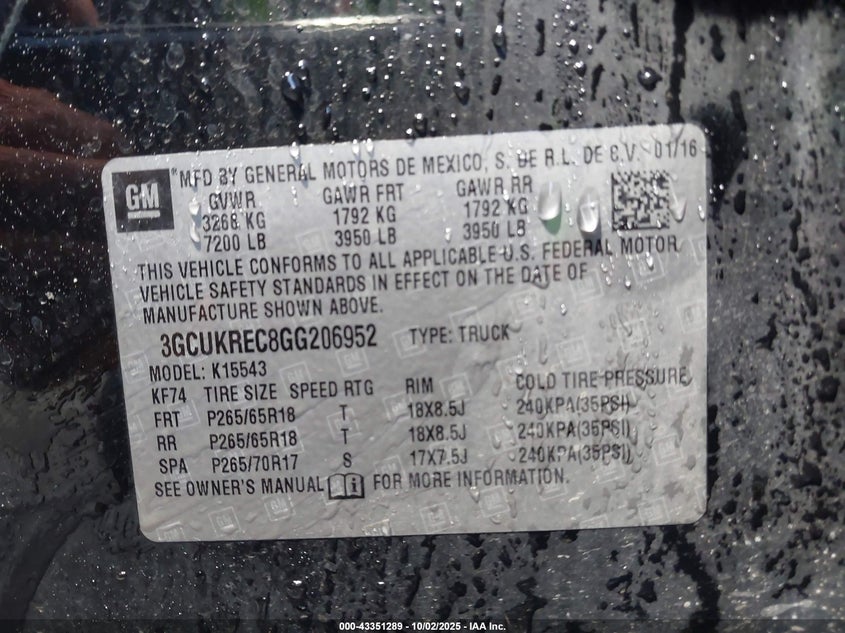 GM
*MFD BY GENERAL MOTORS DE MEXICO, S. DE R.L. DE C.V. 01/16
GVWR GAWR FRT GAWR RR
3268 KG 1792 KG 1792 KG
7200 LB 3950 LB 3950 LB
THIS VEHICLE CONFORMS TO ALL APPLICABLE U.S. FEDERAL MOTOR
VEHICLE SAFETY STANDARDS IN EFFECT ON THE DATE OF
MANUFACTURE SHOWN ABOVE.
3GCUKREC8GG206952 TYPE: TRUCK
MODEL: K15543
KF74 TIRE SIZE SPEED RTG RIM COLD TIRE PRESSURE
FRT P265/65R18 T 18X8.5J 240KPA(35PSI)
RR P265/65R18 T 18X8.5J 240KPA(35PSI)
SPA P265/70R17 S 17X7.5J 240KPA(35PSI)
SEE OWNER'S MANUAL FOR MORE INFORMATION.
000-43351289 - 10/02/2025 - IAA Inc.